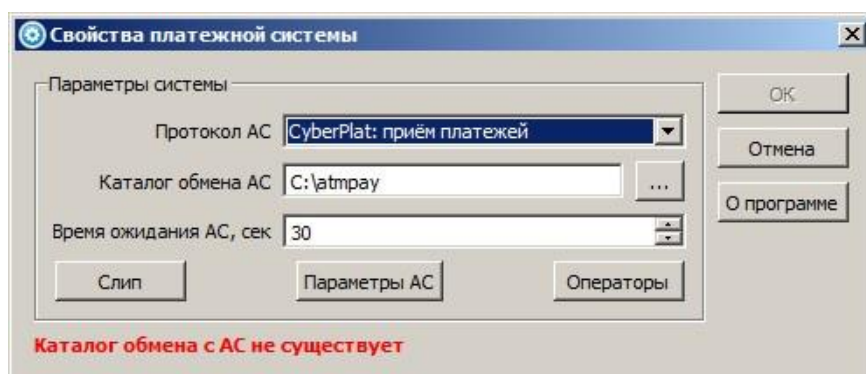 Свойства платежной системы
Параметры системы
Протокол АС CyberPlat: приём платежей
Каталог обмена АС C:\atmpay ...
Время ожидания АС, сек 30
Слип Параметры АС Операторы
ОК
Отмена
О программе
Каталог обмена с АС не существует